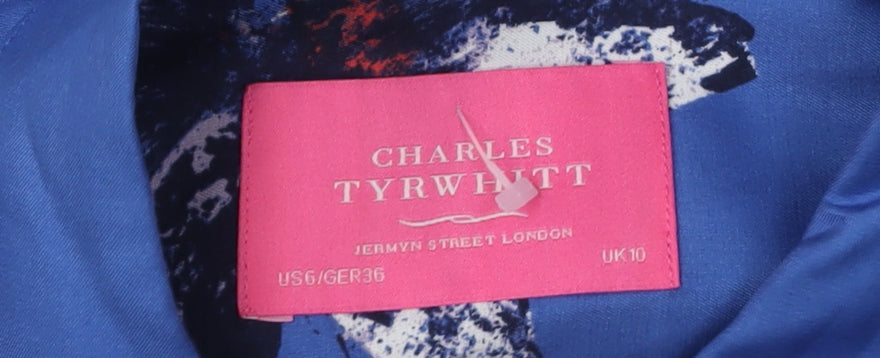 CHARLES
TYRWHITT
JERMYN STREET LONDON
US6/GER36 UK10